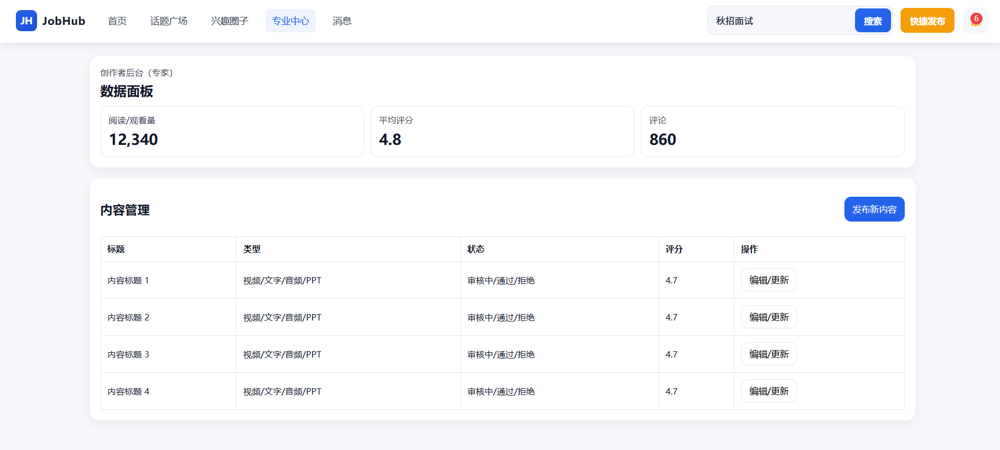 JH JobHub 首页 话题广场 兴趣圈子 专业中心 消息 秋招面试 搜索 快捷发布 6
创作者后台（专家）
数据面板
阅读/观看量 平均评分 评论
12,340 4.8 860
内容管理 发布新内容
标题 类型 状态 评分 操作
内容标题 1 视频/文字/音频/PPT 审核中/通过/拒绝 4.7 编辑/更新
内容标题 2 视频/文字/音频/PPT 审核中/通过/拒绝 4.7 编辑/更新
内容标题 3 视频/文字/音频/PPT 审核中/通过/拒绝 4.7 编辑/更新
内容标题 4 视频/文字/音频/PPT 审核中/通过/拒绝 4.7 编辑/更新